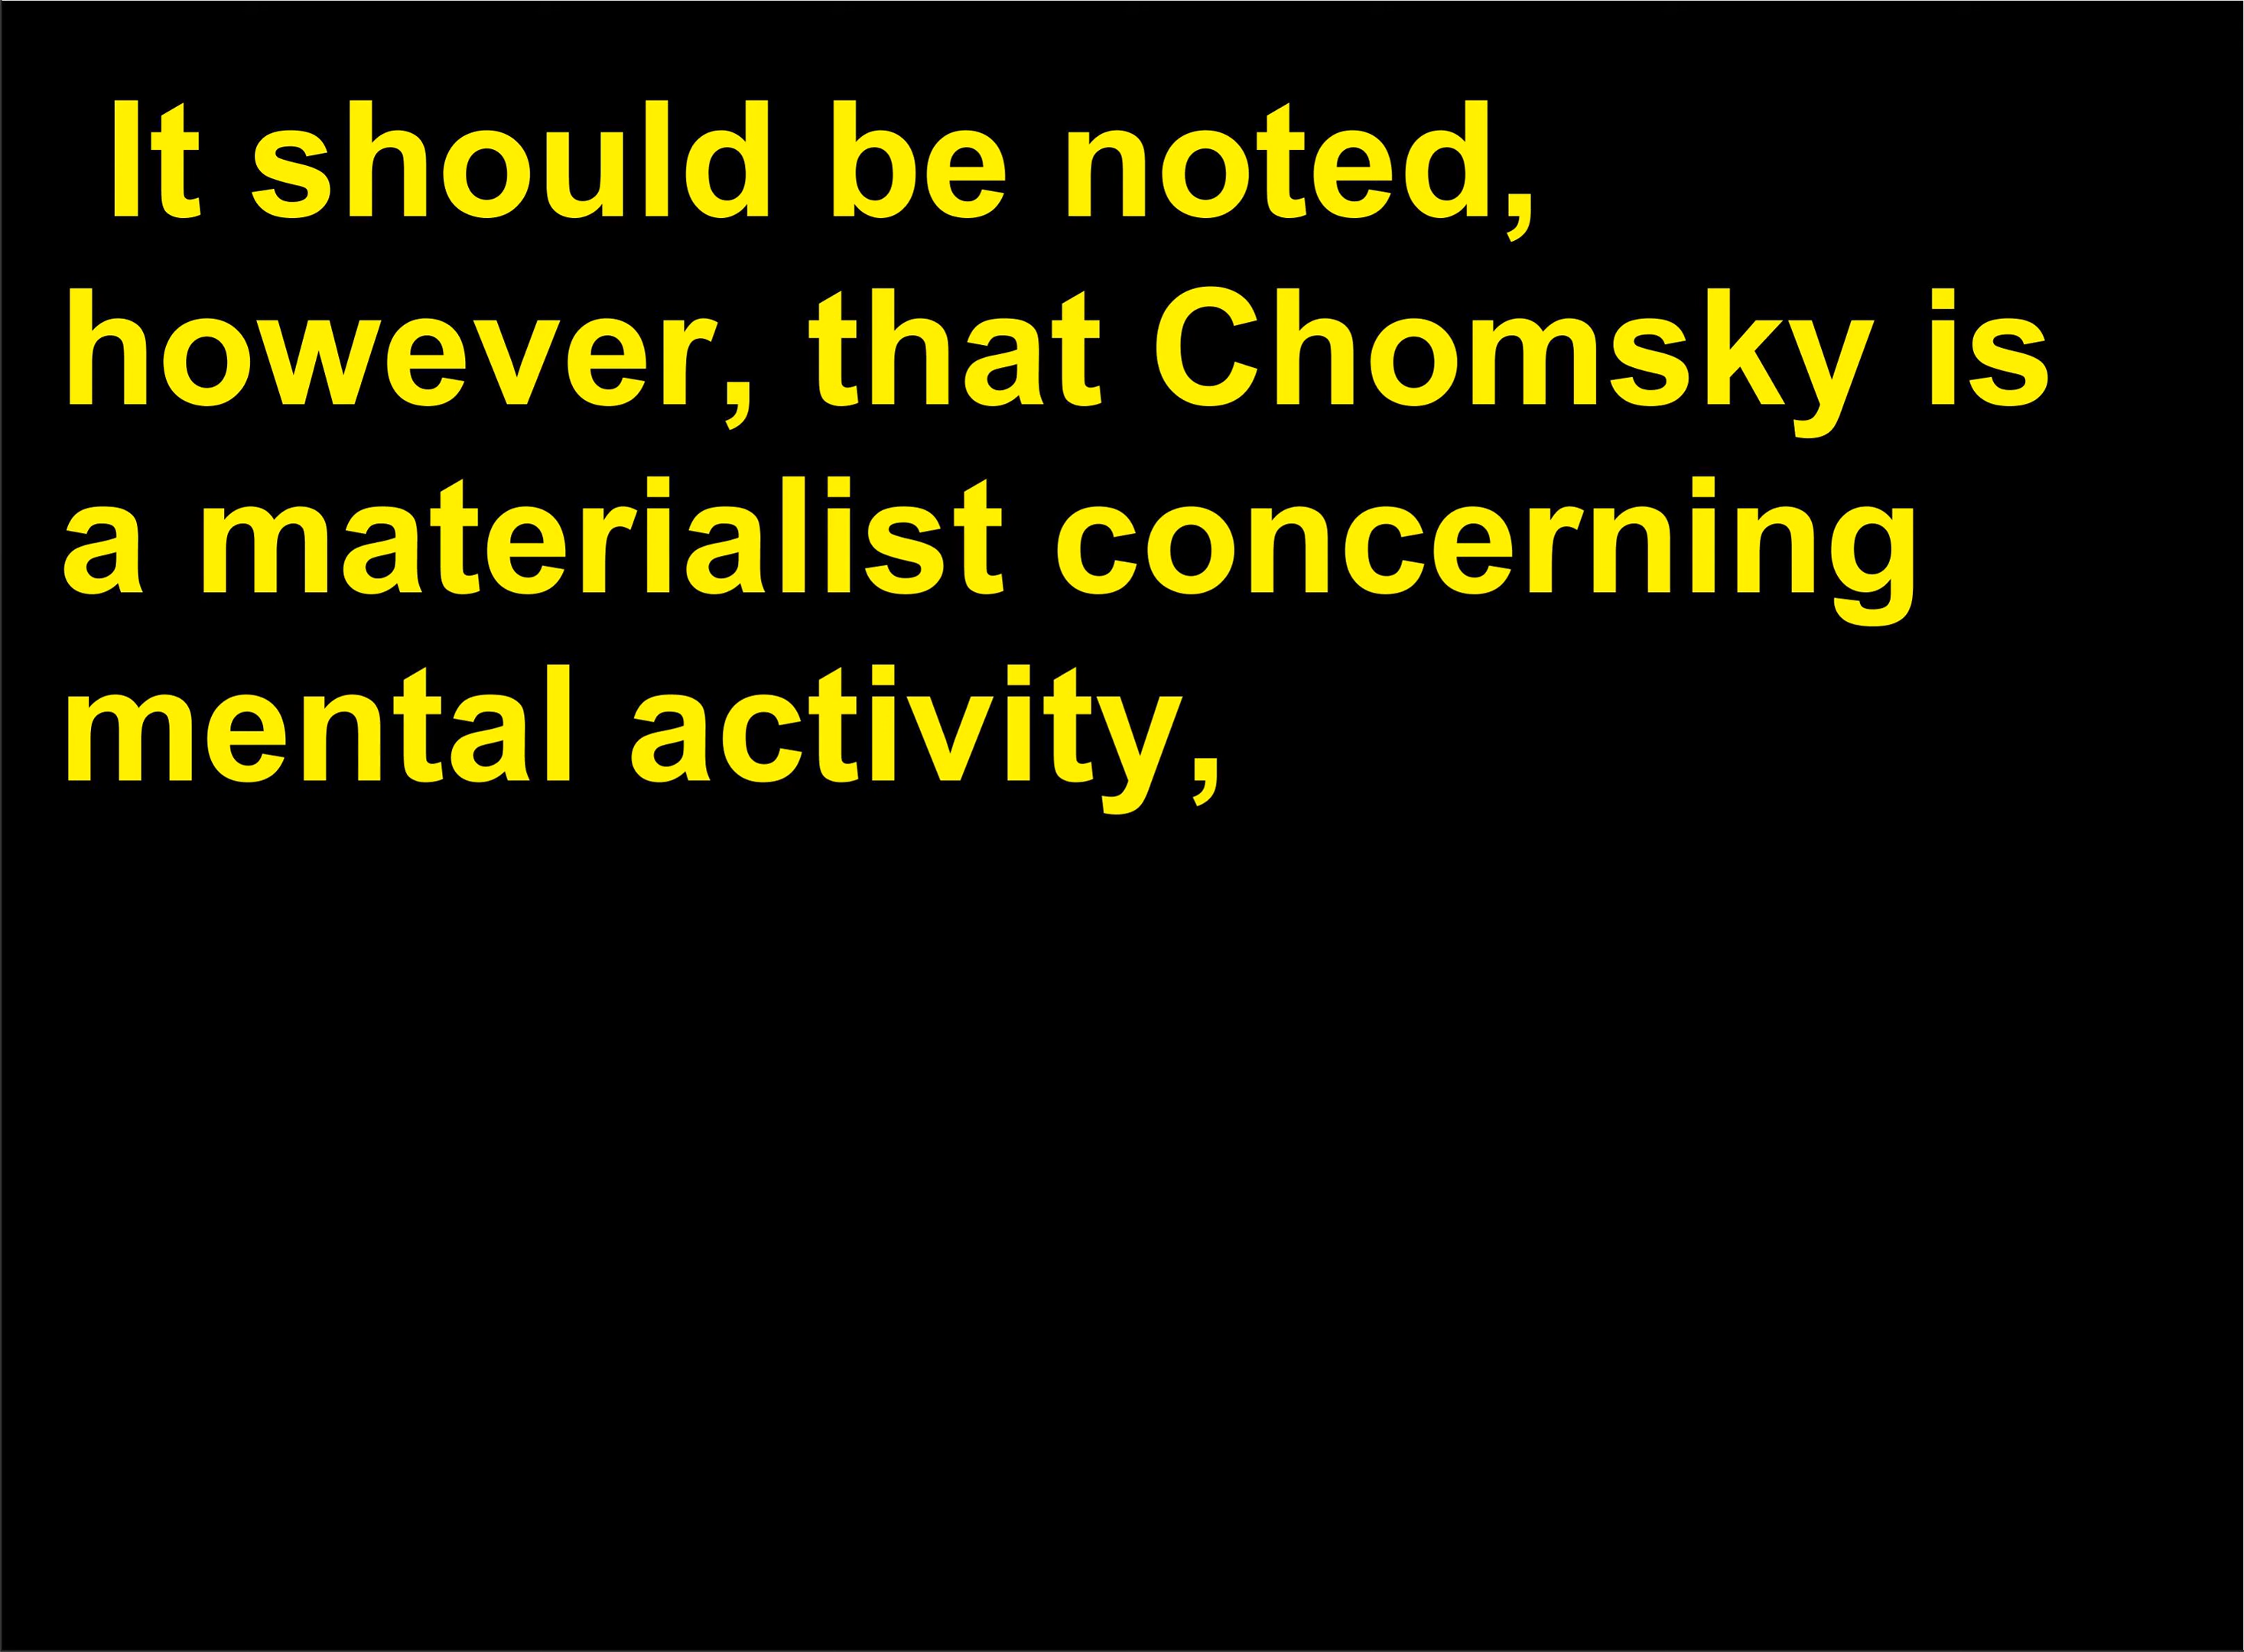 It should be noted,
however, that Chomsky is
a materialist concerning
mental activity,